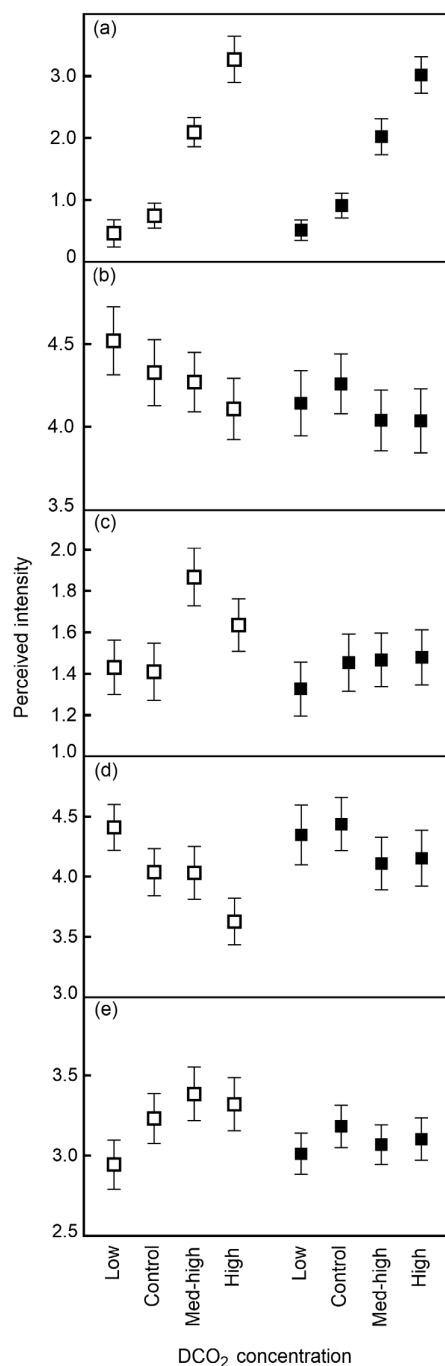 (a)
3.0
2.0
1.0
0
(b)
4.5
4.0
3.5
(c)
2.0
1.8
1.6
1.4
1.2
1.0
(d)
4.5
4.0
3.5
3.0
(e)
3.5
3.0
2.5
Perceived intensity
Low
Control
Med-high
High
Low
Control
Med-high
High
DCO₂ concentration